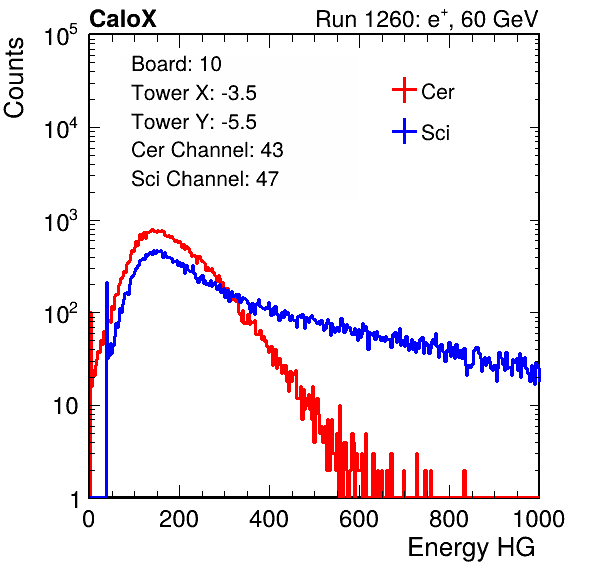 CaloX Run 1260: e⁺, 60 GeV
Counts
Board: 10
Tower X: -3.5
Tower Y: -5.5
Cer Channel: 43
Sci Channel: 47
Cer
Sci
10⁵
10⁴
10³
10²
10
1
0 200 400 600 800 1000
Energy HG